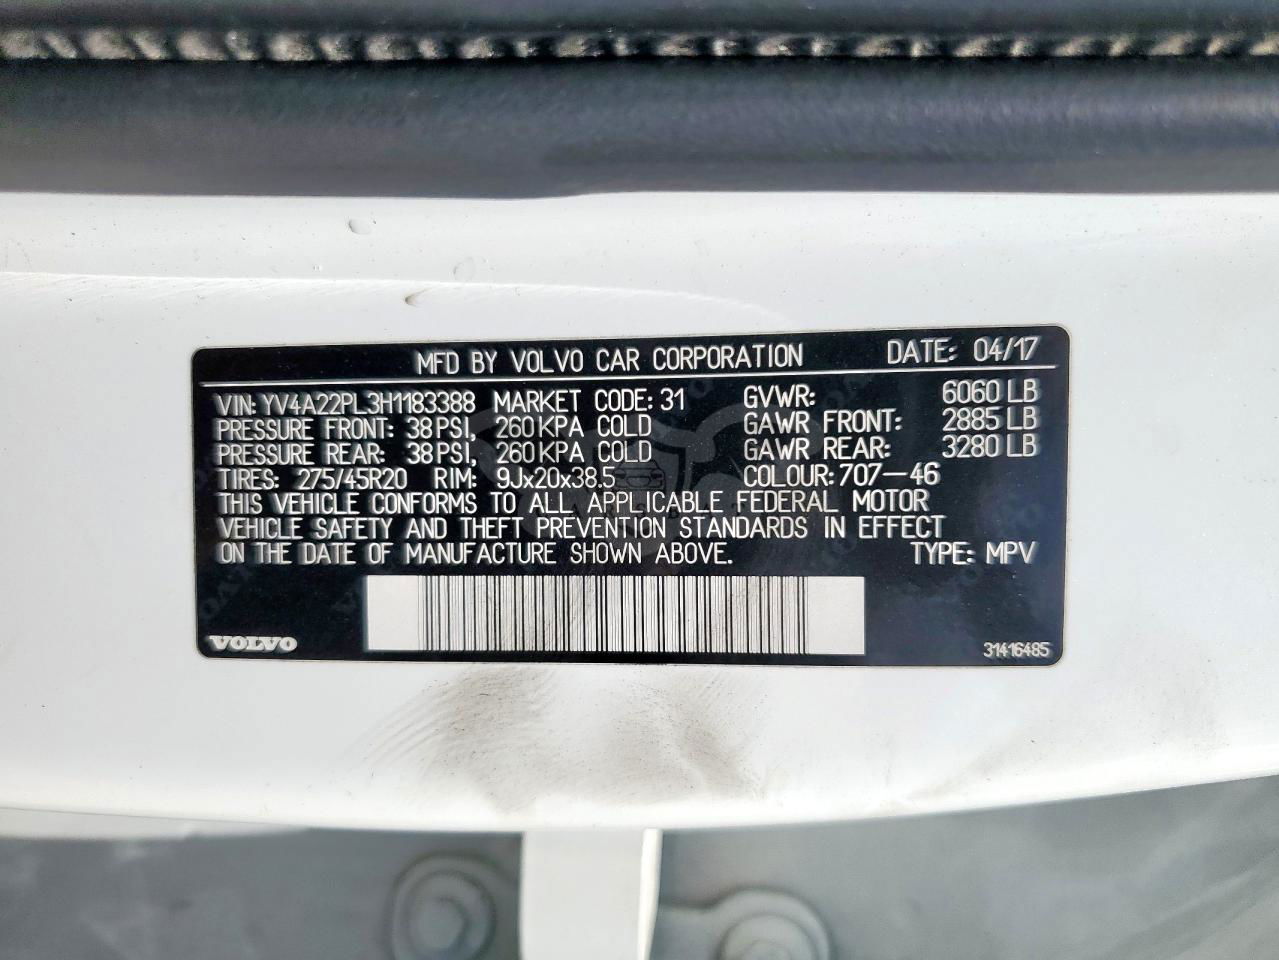 MFD BY VOLVO CAR CORPORATION DATE: 04/17
VIN: YV4A22PL3H1183388 MARKET CODE: 31 GVWR: 6060 LB
PRESSURE FRONT: 38 PSI, 260 KPA COLD GAWR FRONT: 2885 LB
PRESSURE REAR: 38 PSI, 260 KPA COLD GAWR REAR: 3280 LB
TIRES: 275/45R20 RIM: 9Jx20x38.5 COLOUR: 707-46
THIS VEHICLE CONFORMS TO ALL APPLICABLE FEDERAL MOTOR
VEHICLE SAFETY AND THEFT PREVENTION STANDARDS IN EFFECT
ON THE DATE OF MANUFACTURE SHOWN ABOVE. TYPE: MPV
VOLVO 31416485